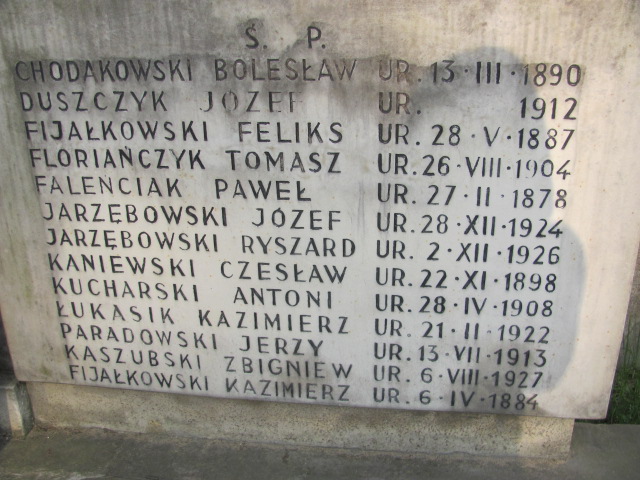 Ś. P.
CHODAKOWSKI BOLESŁAW UR. 13·III·1890
DUSZCZYK JÓZEF UR. 1912
FIJAŁKOWSKI FELIKS UR. 28·V·1887
FLORIAŃCZYK TOMASZ UR. 26·VIII·1904
FALENCIAK PAWEŁ UR. 27·II·1878
JARZĘBOWSKI JÓZEF UR. 28·XII·1924
JARZĘBOWSKI RYSZARD UR. 2·XII·1926
KANIEWSKI CZESŁAW UR. 22·XI·1898
KUCHARSKI ANTONI UR. 28·IV·1908
ŁUKASIK KAZIMIERZ UR. 21·II·1922
PARADOWSKI JERZY UR. 13·VII·1913
KASZUBSKI ZBIGNIEW UR. 6·VIII·1927
FIJAŁKOWSKI KAZIMIERZ UR. 6·IV·1884